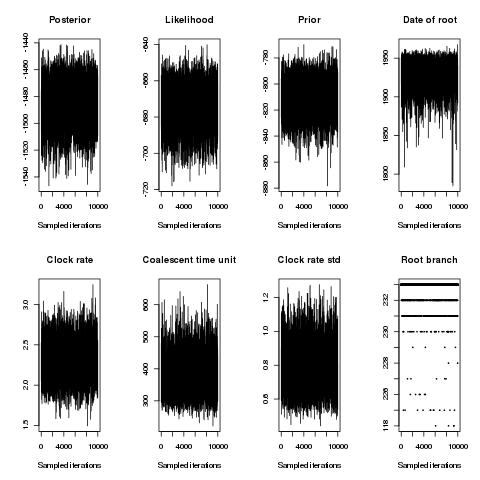 Posterior
-1440
-1460
-1480
-1500
-1520
-1540
0 4000 10000
Sampled iterations
Likelihood
-640
-660
-680
-700
-720
0 4000 10000
Sampled iterations
Prior
-780
-800
-820
-840
-860
-880
0 4000 10000
Sampled iterations
Date of root
1950
1900
1850
1800
0 4000 10000
Sampled iterations
Clock rate
3.0
2.5
2.0
1.5
0 4000 10000
Sampled iterations
Coalescent time unit
600
500
400
300
0 4000 10000
Sampled iterations
Clock rate std
1.2
1.0
0.8
0.6
0 4000 10000
Sampled iterations
Root branch
232
230
228
226
118
0 4000 10000
Sampled iterations